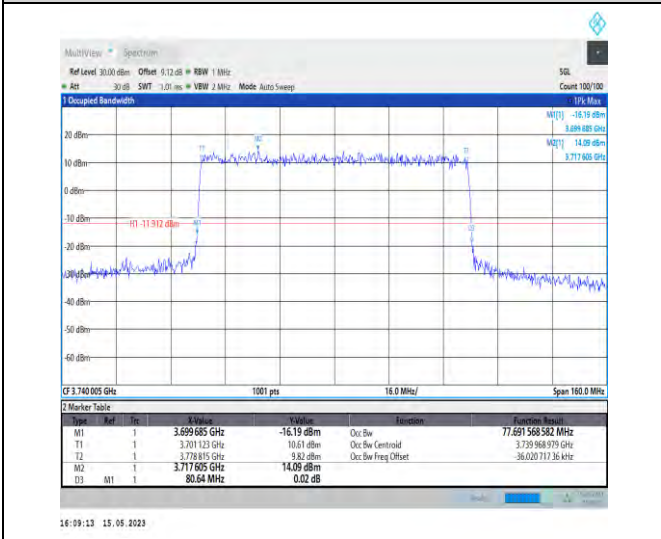 MultiView Spectrum
Ref Level 30.00 dBm Offset 9.12 dB RBW 1 MHz SGL
Att 30 dB SWT 1.01 ms VBW 2 MHz Mode Auto Sweep Count 100/100
1 Occupied Bandwidth 1Pk Max
M1[1] -16.19 dBm
3.699 685 GHz
M2[1] 14.09 dBm
3.717 605 GHz
20 dBm
M2
T1 T2
10 dBm
0 dBm
-10 dBm
H1 -11.912 dBm M1
D3
-20 dBm
-30 dBm
-40 dBm
-50 dBm
-60 dBm
CF 3.740 005 GHz 1001 pts 16.0 MHz/ Span 160.0 MHz
2 Marker Table
Type Ref Trc X-Value Y-Value Function Function Result
M1 1 3.699 685 GHz -16.19 dBm Occ Bw 77.691 568 582 MHz
T1 1 3.701 123 GHz 10.61 dBm Occ Bw Centroid 3.739 968 979 GHz
T2 1 3.778 815 GHz 9.82 dBm Occ Bw Freq Offset -36.020 717 36 kHz
M2 1 3.717 605 GHz 14.09 dBm
D3 M1 1 80.64 MHz 0.02 dB
16:09:13 15.05.2023